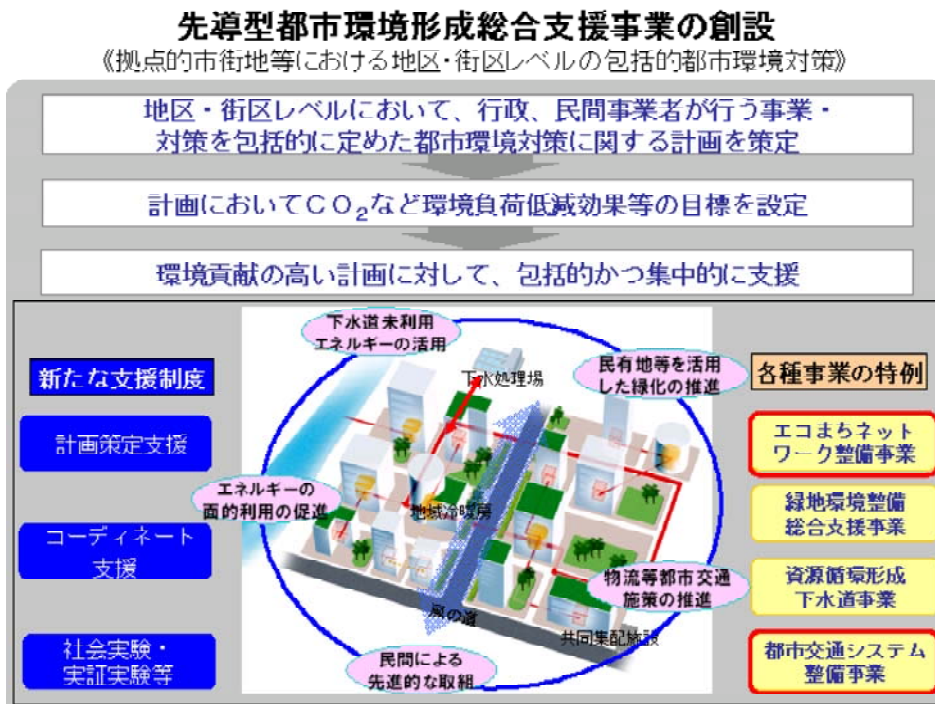 先導型都市環境形成総合支援事業の創設
《拠点的市街地等における地区・街区レベルの包括的都市環境対策》
地区・街区レベルにおいて、行政、民間事業者が行う事業・
対策を包括的に定めた都市環境対策に関する計画を策定
計画においてCO₂など環境負荷低減効果等の目標を設定
環境貢献の高い計画に対して、包括的かつ集中的に支援
新たな支援制度
計画策定支援
コーディネート
支援
社会実験・
実証実験等
下水道未利用
エネルギーの活用
下水処理場
民有地等を活用
した緑化の推進
エネルギーの
面的利用の促進
地域冷暖房
物流等都市交通
施策の推進
風の道
共同集配施設
民間による
先進的な取組
各種事業の特例
エコまちネット
ワーク整備事業
緑地環境整備
総合支援事業
資源循環形成
下水道事業
都市交通システム
整備事業